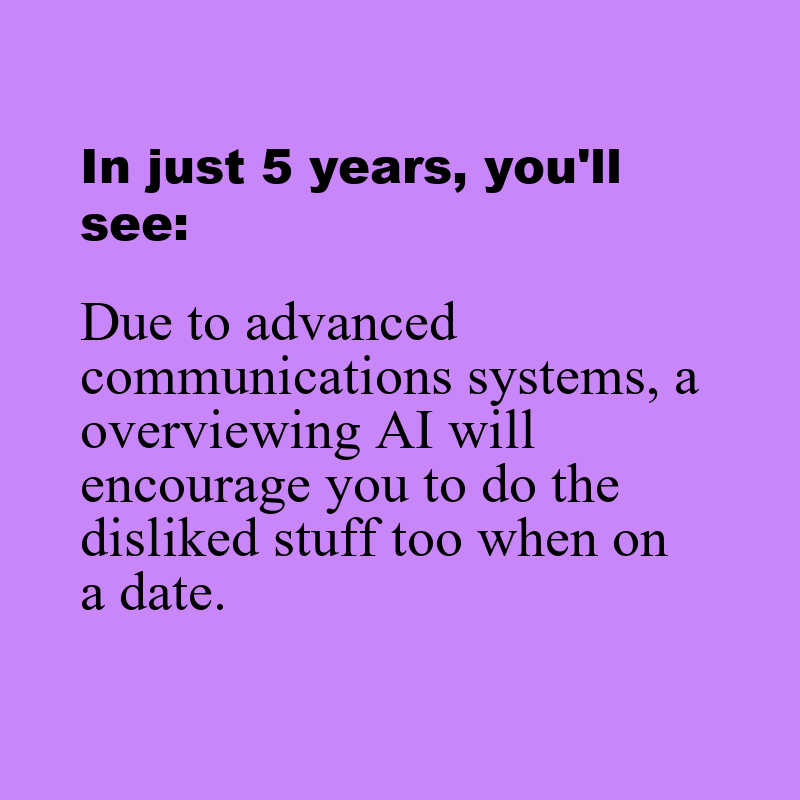 In just 5 years, you'll
see:
Due to advanced
communications systems, a
overviewing AI will
encourage you to do the
disliked stuff too when on
a date.